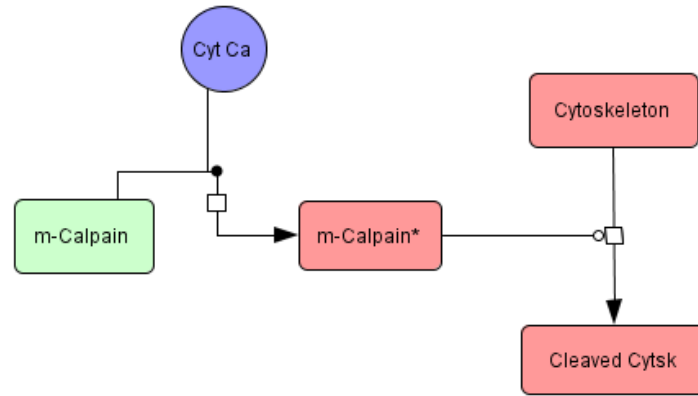 Cyt Ca
Cytoskeleton
m-Calpain
m-Calpain*
Cleaved Cytsk